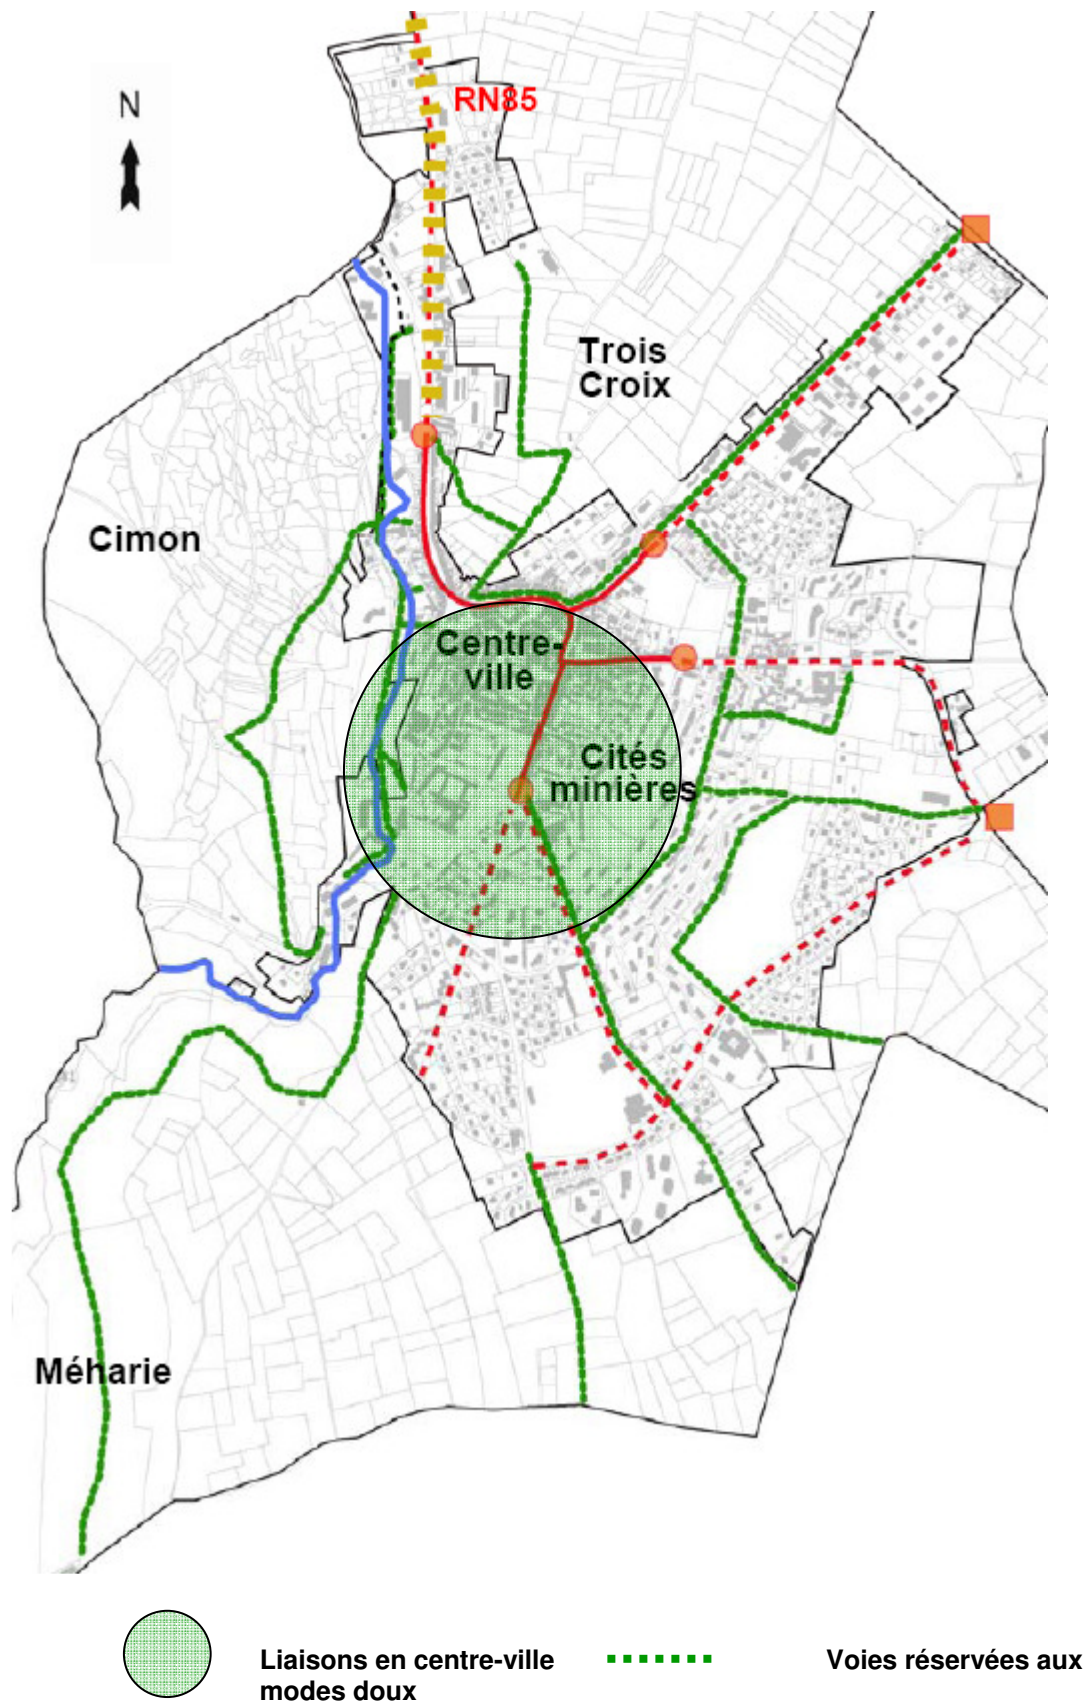 N
RN85
Trois
Croix
Cimon
Centre-
ville
Cités
minières
Méharie
Liaisons en centre-ville
modes doux
Voies réservées aux